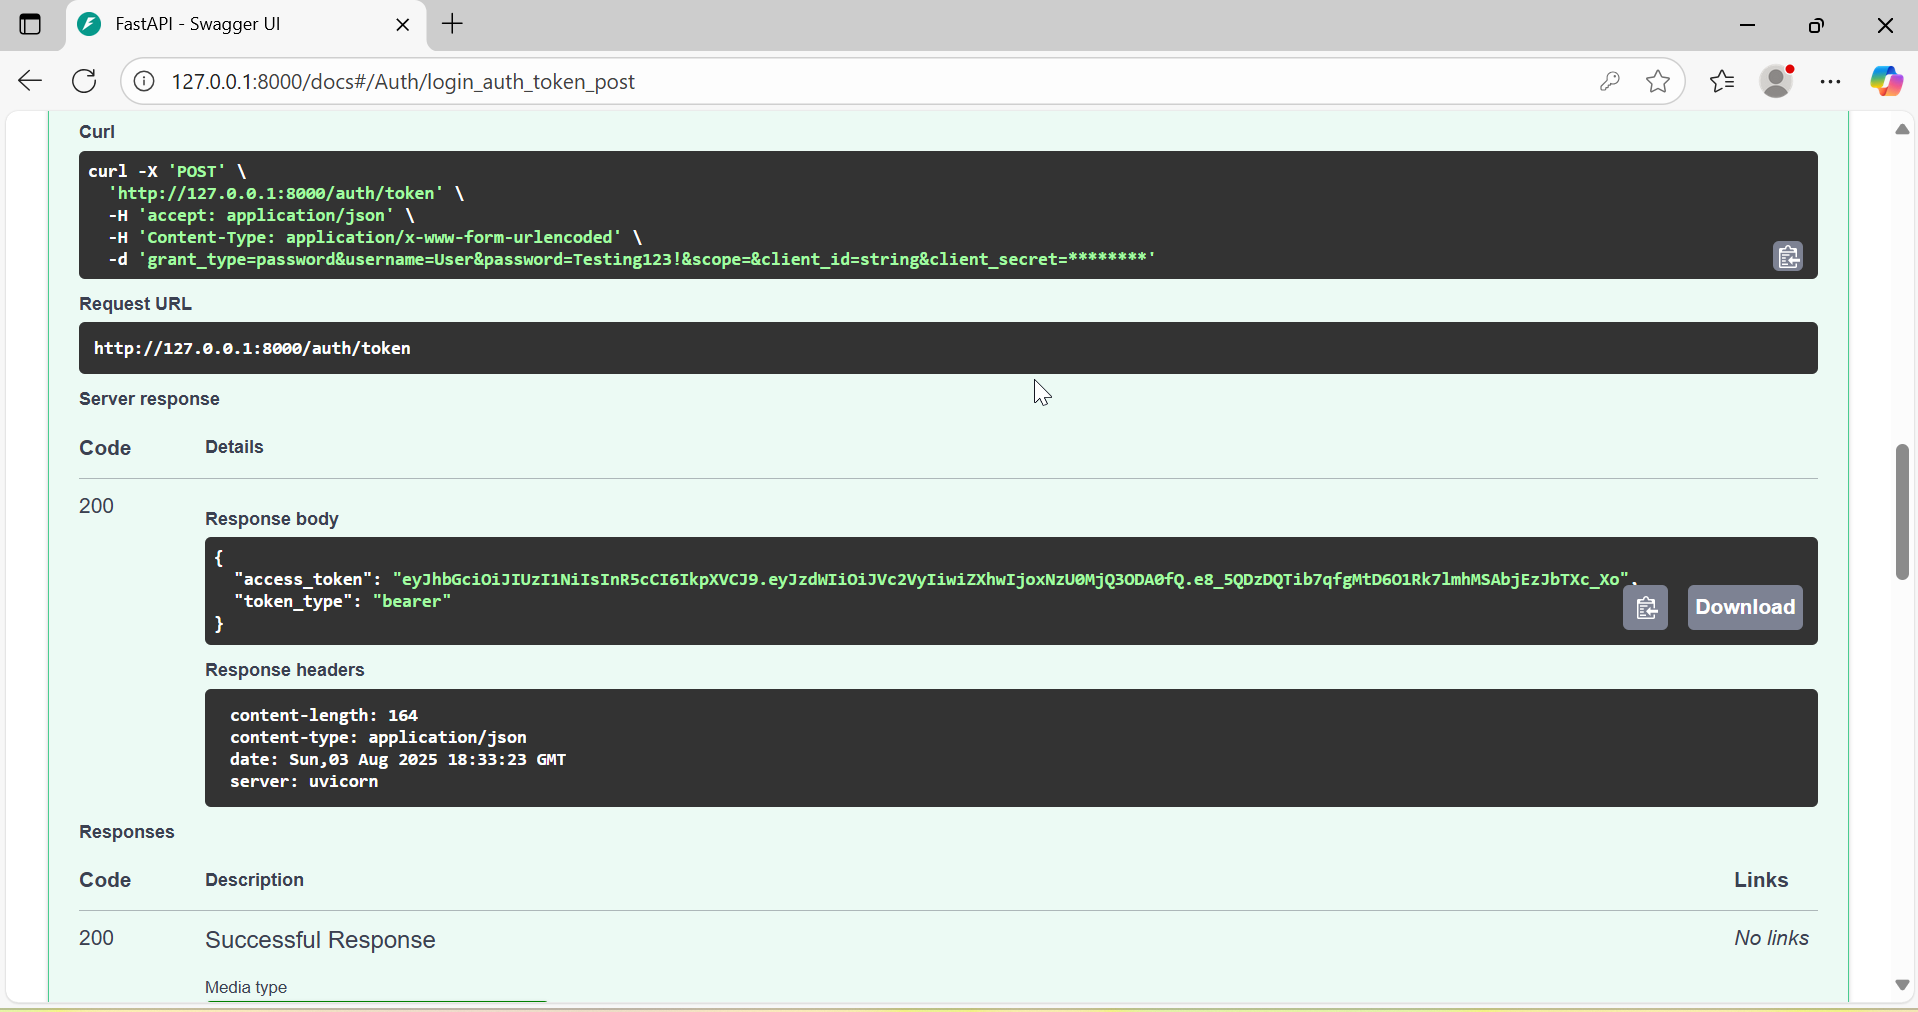 FastAPI - Swagger UI
127.0.0.1:8000/docs#/Auth/login_auth_token_post
Curl
curl -X 'POST' \
'http://127.0.0.1:8000/auth/token' \
-H 'accept: application/json' \
-H 'Content-Type: application/x-www-form-urlencoded' \
-d 'grant_type=password&username=User&password=Testing123!&scope=&client_id=string&client_secret=********'
Request URL
http://127.0.0.1:8000/auth/token
Server response
Code Details
200
Response body
{
"access_token": "eyJhbGciOiJIUzI1NiIsInR5cCI6IkpXVCJ9.eyJzdWIiOiJVc2VyIiwiZXhwIjoxNzU0MjQ3ODA0fQ.e8_5QDzDQTib7qfgMtD6O1Rk7lmhMSAbjEzJbTXc_Xo",
"token_type": "bearer"
}
Download
Response headers
content-length: 164
content-type: application/json
date: Sun,03 Aug 2025 18:33:23 GMT
server: uvicorn
Responses
Code Description Links
200 Successful Response No links
Media type